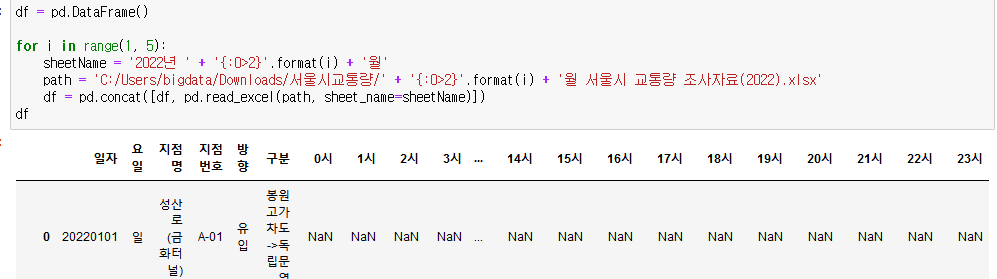 df = pd.DataFrame()
for i in range(1, 5):
sheetName = '2022년 ' + '{:0>2}'.format(i) + '월'
path = 'C:/Users/bigdata/Downloads/서울시교통량/' + '{:0>2}'.format(i) + '월 서울시 교통량 조사자료(2022).xlsx'
df = pd.concat([df, pd.read_excel(path, sheet_name=sheetName)])
df
일자 요일 지점명 지점번호 방향 구분 0시 1시 2시 3시 ... 14시 15시 16시 17시 18시 19시 20시 21시 22시 23시
0 20220101 일 성산로(금화터널) A-01 유입 봉원고가차도->독립문역 NaN NaN NaN NaN ... NaN NaN NaN NaN NaN NaN NaN NaN NaN NaN